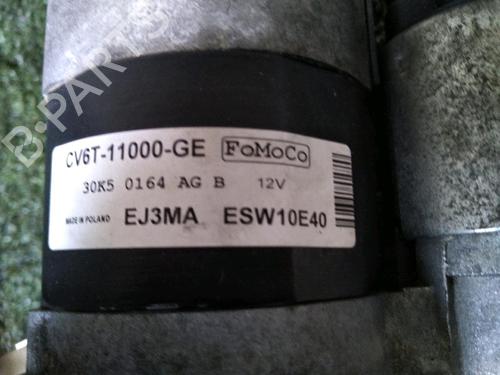 B-PARTS
CV6T-11000-GE FoMoCo
30K5 0164 AG B 12V
MADE IN POLAND EJ3MA ESW10E40